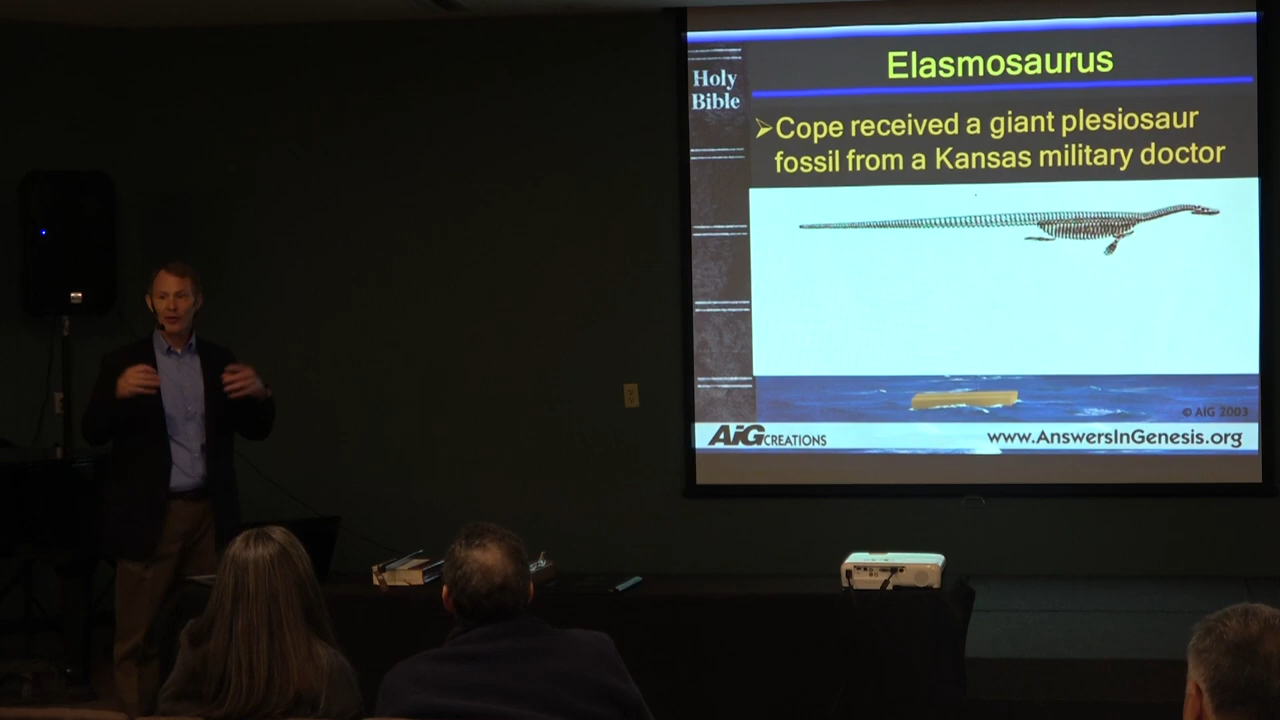 Elasmosaurus
Holy
Bible
➢Cope received a giant plesiosaur
fossil from a Kansas military doctor
© AiG 2003
AiG CREATIONS
www.AnswersInGenesis.org